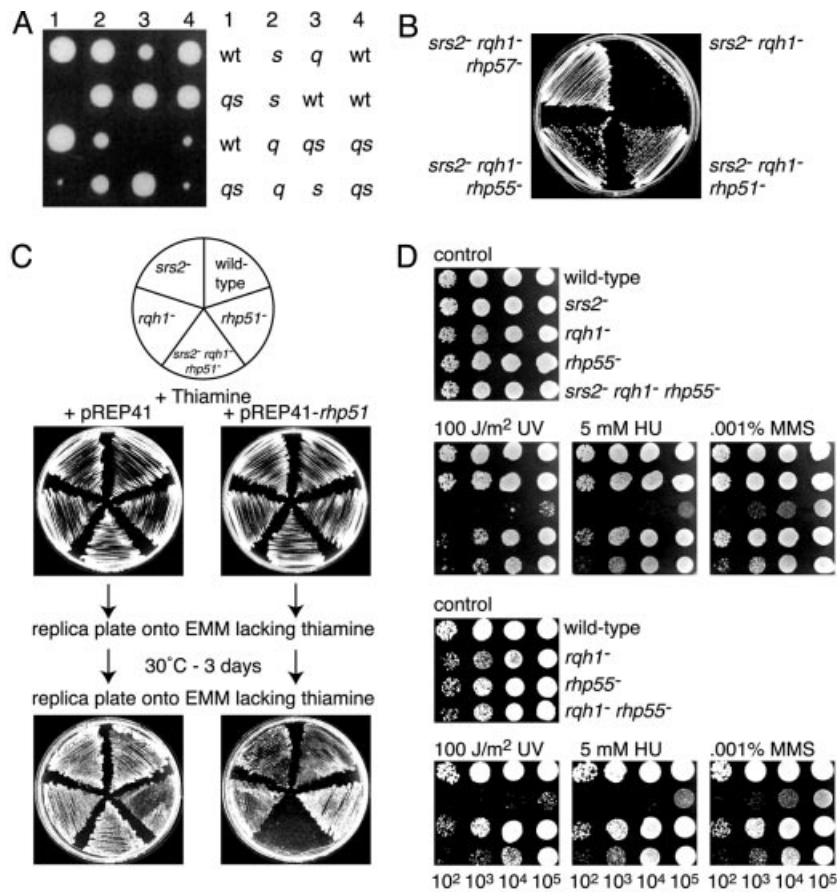 A
1 2 3 4 1 2 3 4
wt s q wt
qs s wt wt
wt q qs qs
qs q s qs
B
srs2- rqh1-
rhp57-
srs2- rqh1-
srs2- rqh1-
rhp55-
srs2- rqh1-
rhp51-
C
srs2-
wild-
type
rqh1-
rhp51-
srs2- rqh1-
rhp51-
+ Thiamine
+ pREP41
+ pREP41-rhp51
replica plate onto EMM lacking thiamine
30°C - 3 days
replica plate onto EMM lacking thiamine
D
control
wild-type
srs2-
rqh1-
rhp55-
srs2- rqh1- rhp55-
100 J/m² UV 5 mM HU .001% MMS
control
wild-type
rqh1-
rhp55-
rqh1- rhp55-
100 J/m² UV 5 mM HU .001% MMS
10² 10³ 10⁴ 10⁵ 10² 10³ 10⁴ 10⁵ 10² 10³ 10⁴ 10⁵